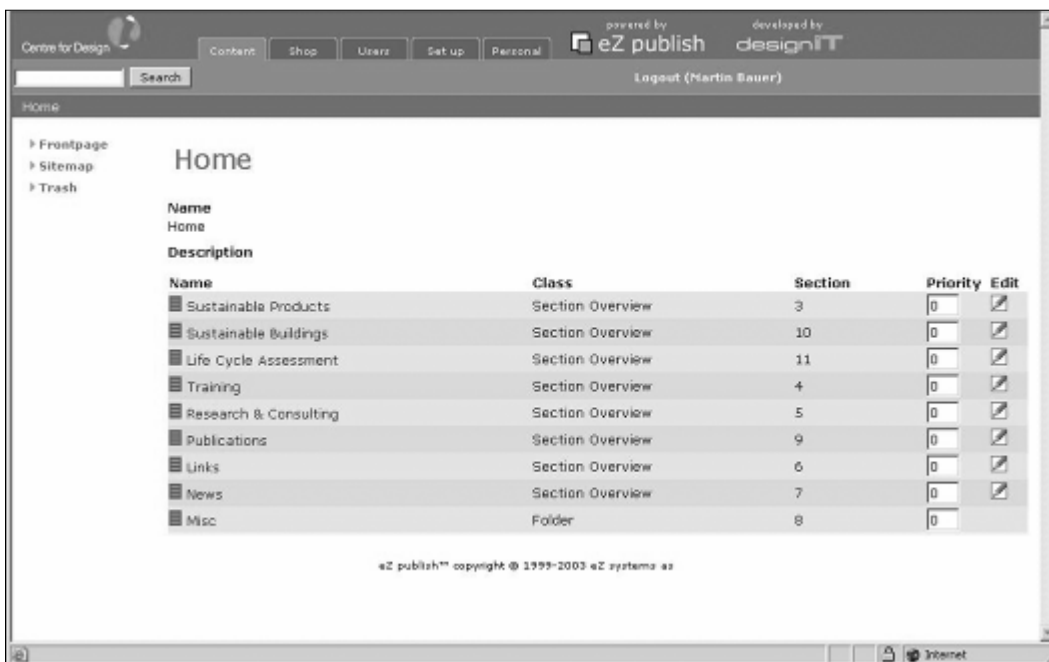 powered by developed by
Centre for Design Content Shop Users Set up Personal eZ publish designIT
Search Logout (Martin Bauer)
Home
Frontpage
Sitemap
Trash
Home
Name
Home
Description
Name Class Section Priority Edit
Sustainable Products Section Overview 3 0
Sustainable Buildings Section Overview 10 0
Life Cycle Assessment Section Overview 11 0
Training Section Overview 4 0
Research & Consulting Section Overview 5 0
Publications Section Overview 9 0
Links Section Overview 6 0
News Section Overview 7 0
Misc Folder 8 0
eZ publish™ copyright © 1999-2003 eZ systems as
Internet